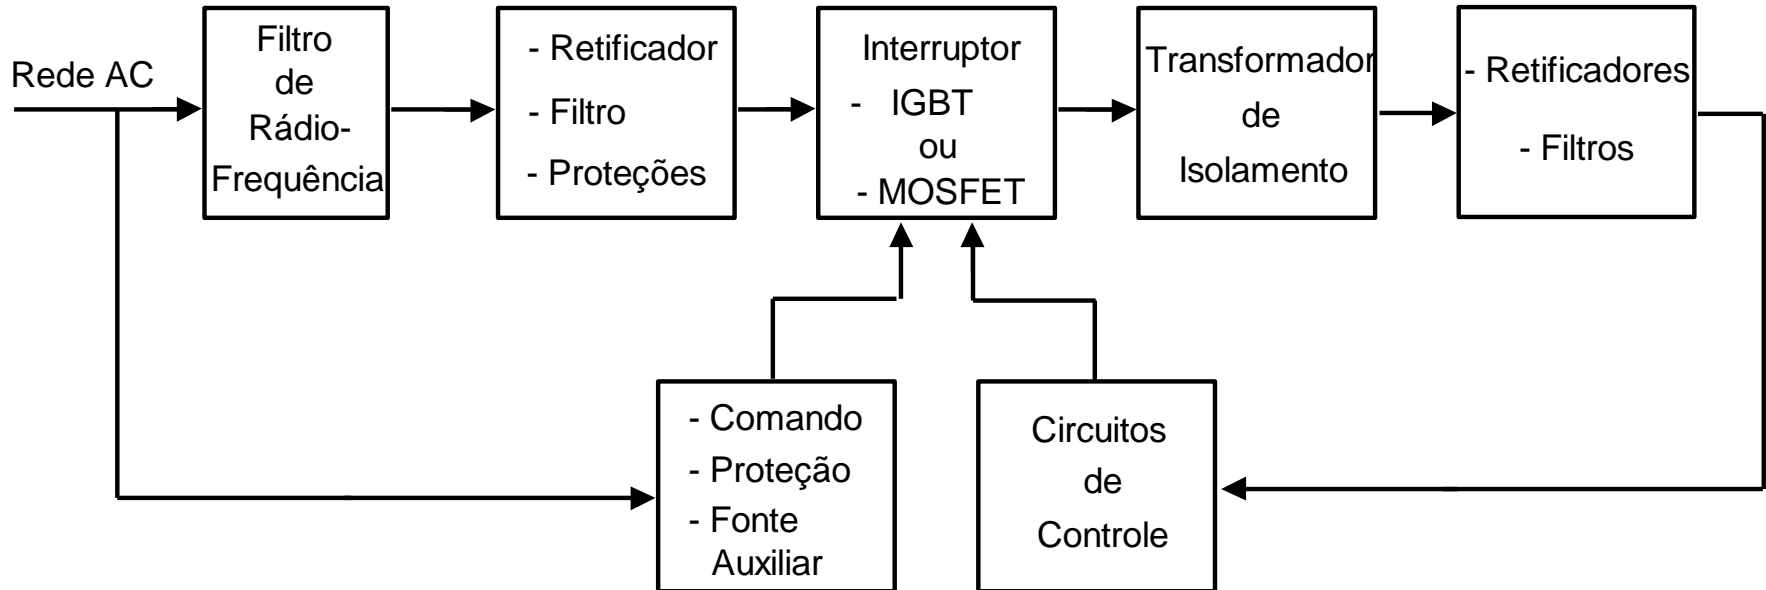 Rede AC
Filtro
de
Rádio-
Frequência
- Retificador
- Filtro
- Proteções
Interruptor
- IGBT
ou
- MOSFET
Transformador
de
Isolamento
- Retificadores
- Filtros
- Comando
- Proteção
- Fonte
Auxiliar
Circuitos
de
Controle